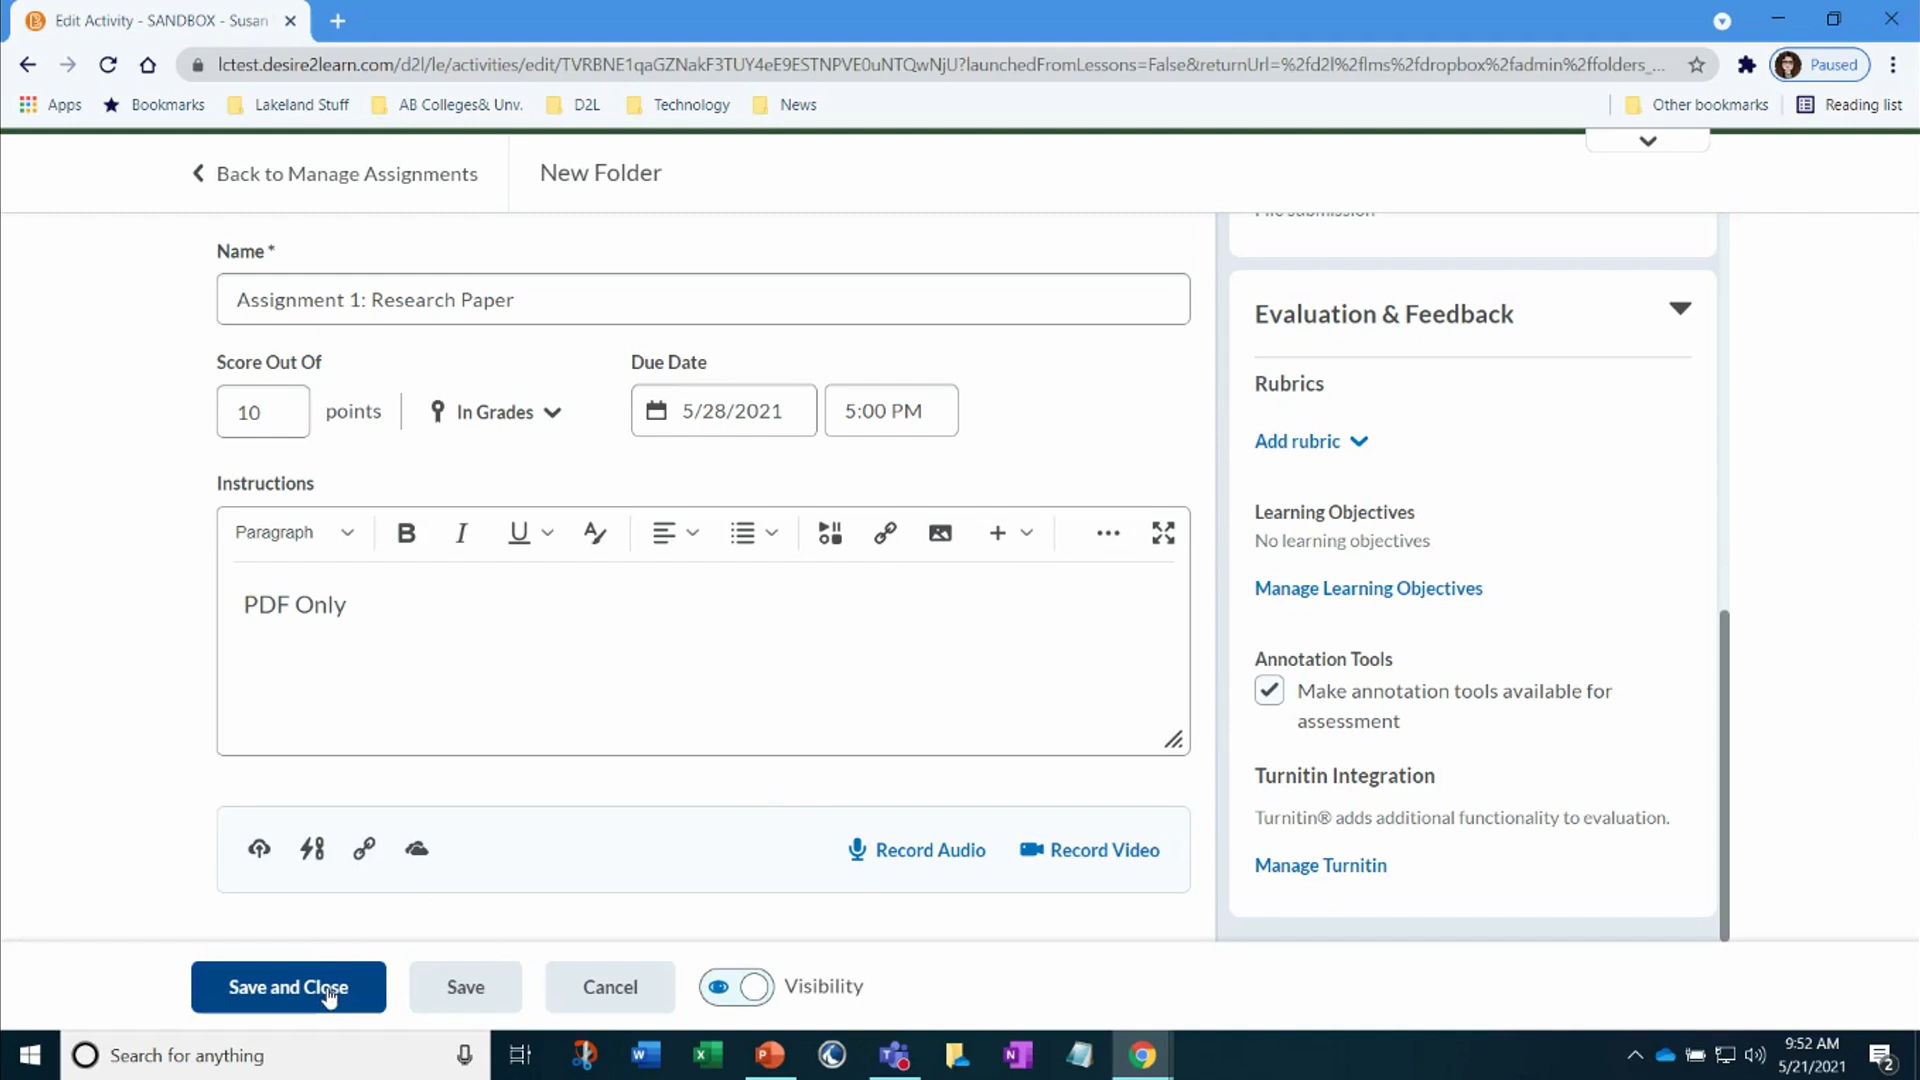 Edit Activity - SANDBOX - Susan
lctest.desire2learn.com/d2l/le/activities/edit/TVRBNE1qaGZNakF3TUY4eE9ESTNPVE0uNTQwNjU?launchedFromLessons=False&returnUrl=%2fd2l%2flms%2fdropbox%2fadmin%2ffolders_...
Paused
Apps
Bookmarks
Lakeland Stuff
AB Colleges& Unv.
D2L
Technology
News
Other bookmarks
Reading list
Back to Manage Assignments
New Folder
Name *
Assignment 1: Research Paper
Score Out Of
Due Date
10
points
In Grades
5/28/2021
5:00 PM
Instructions
Paragraph
B
I
U
PDF Only
Record Audio
Record Video
File submission
Evaluation & Feedback
Rubrics
Add rubric
Learning Objectives
No learning objectives
Manage Learning Objectives
Annotation Tools
Make annotation tools available for
assessment
Turnitin Integration
Turnitin® adds additional functionality to evaluation.
Manage Turnitin
Save and Close
Save
Cancel
Visibility
Search for anything
9:52 AM
5/21/2021
2